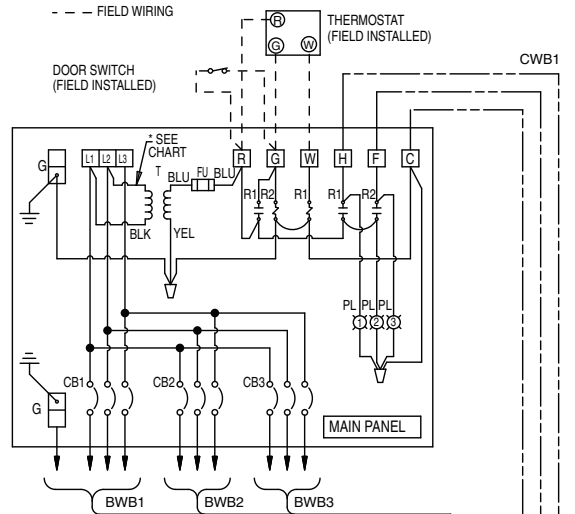 FIELD WIRING
R
THERMOSTAT
(FIELD INSTALLED)
G W
DOOR SWITCH
(FIELD INSTALLED)
CWB1
* SEE
CHART
G
L1 L2 L3
R G W H F C
T BLU FU BLU
R1 R2 R1 R1 R2
BLK YEL
PL PL PL
1 2 3
CB1 CB2 CB3
G
MAIN PANEL
BWB1 BWB2 BWB3